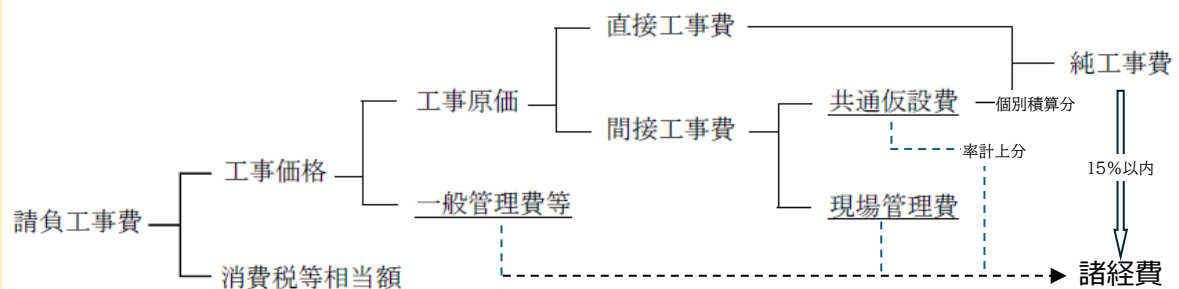 直接工事費
純工事費
工事原価
共通仮設費
個別積算分
間接工事費
率計上分
15%以内
工事価格
一般管理費等
現場管理費
請負工事費
消費税等相当額
諸経費